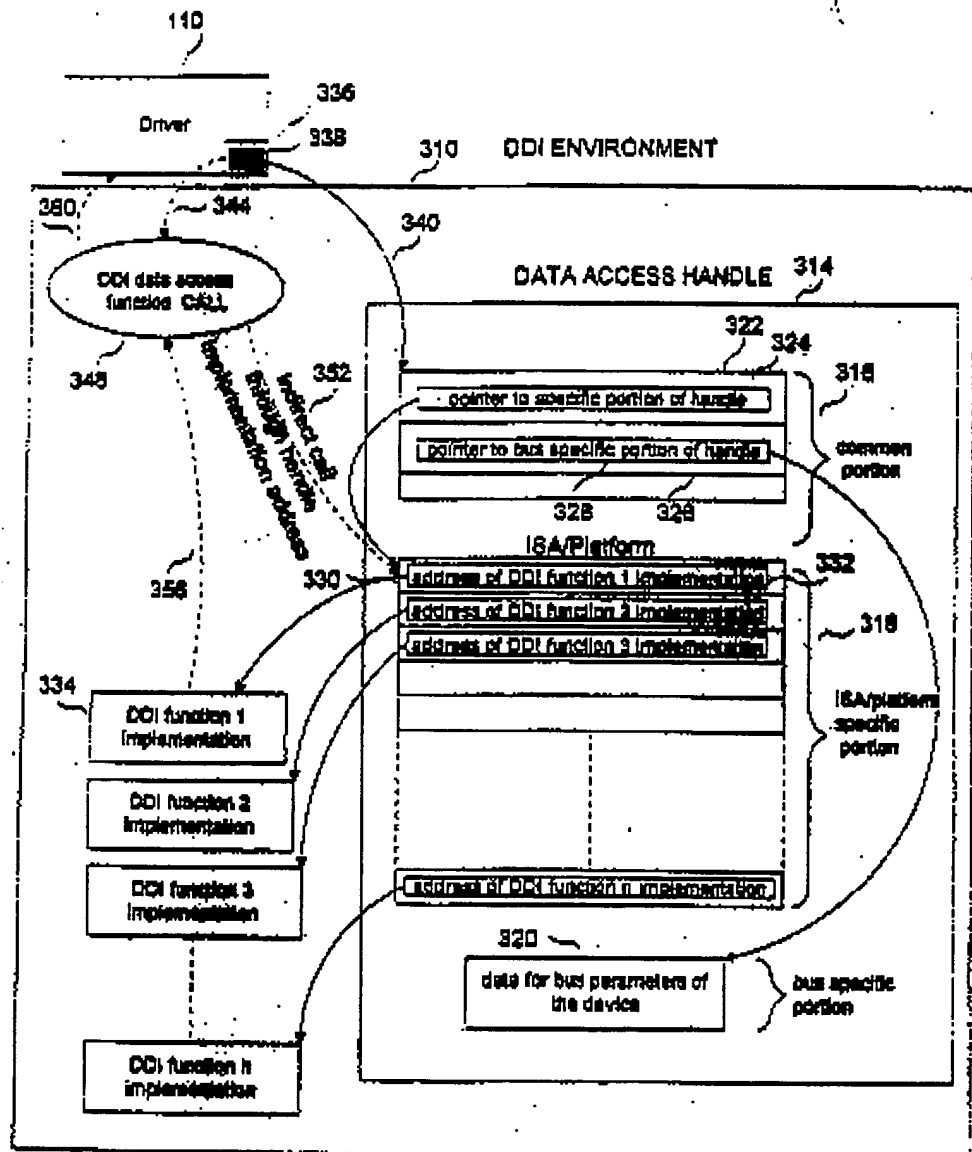 110
Driver
336
338
DDI ENVIRONMENT
310
344
360
340
DDI data access
function CALL
DATA ACCESS HANDLE
314
346
322
324
316
352
Indirect call
through handle
implementation address
pointer to specific portion of handle
pointer to bus specific portion of handle
common
portion
328
326
ISA/Platform
330
332
address of DDI function 1 implementation
address of DDI function 2 implementation
address of DDI function 3 implementation
318
356
334
DDI function 1
implementation
ISA/platform
specific
portion
DDI function 2
implementation
DDI function 3
implementation
address of DDI function n implementation
320
data for bus parameters of
the device
bus specific
portion
DDI function n
implementation